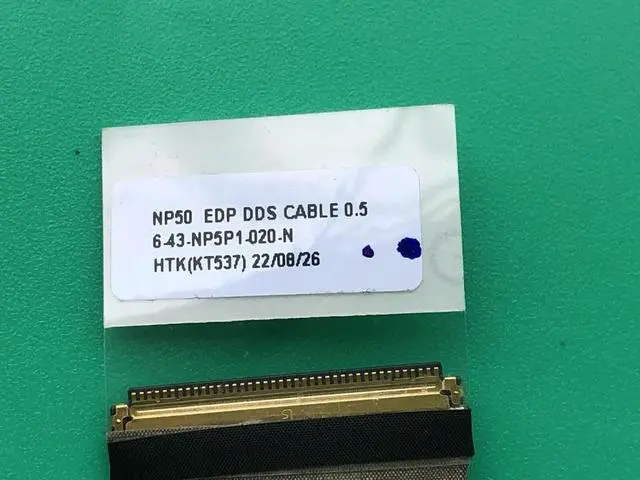 NP50 EDP DDS CABLE 0.5
6-43-NP5P1-020-N
HTK(KT537) 22/08/26